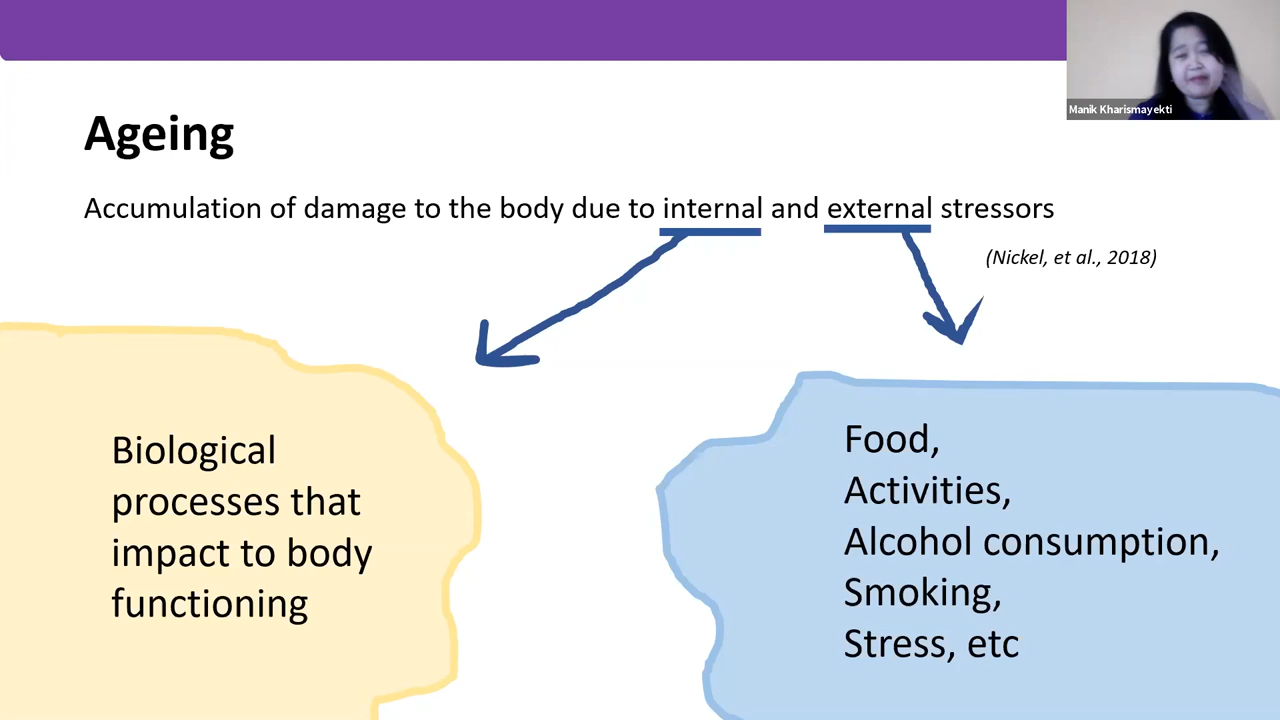 Manik Kharismayekti
Ageing
Accumulation of damage to the body due to internal and external stressors
(Nickel, et al., 2018)
Biological
processes that
impact to body
functioning
Food,
Activities,
Alcohol consumption,
Smoking,
Stress, etc